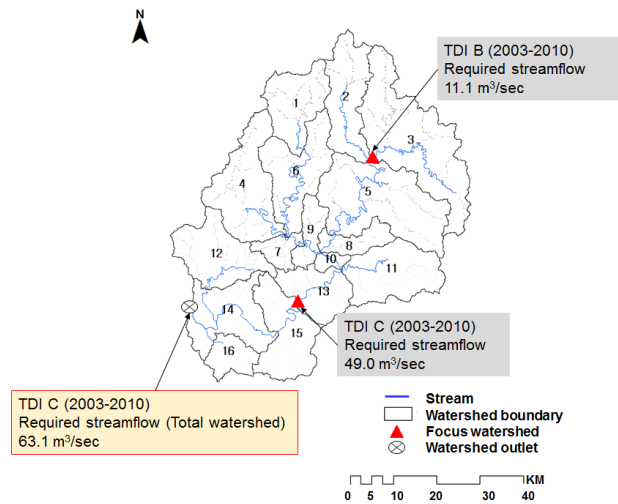 N
TDI B (2003-2010)
Required streamflow
11.1 m³/sec
1
2
3
4
6
5
9
8
7
10
12
11
13
14
15
16
TDI C (2003-2010)
Required streamflow
49.0 m³/sec
TDI C (2003-2010)
Required streamflow (Total watershed)
63.1 m³/sec
Stream
Watershed boundary
Focus watershed
Watershed outlet
KM
0 5 10 20 30 40